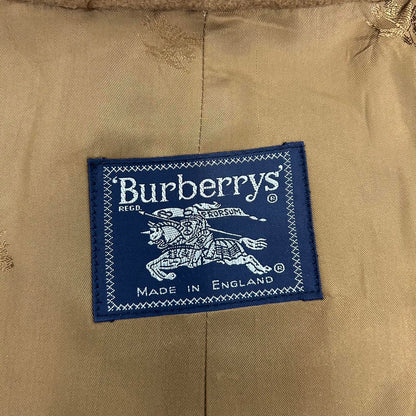 'Burberrys' ®
REGD.
PRORSUM
®
MADE IN ENGLAND